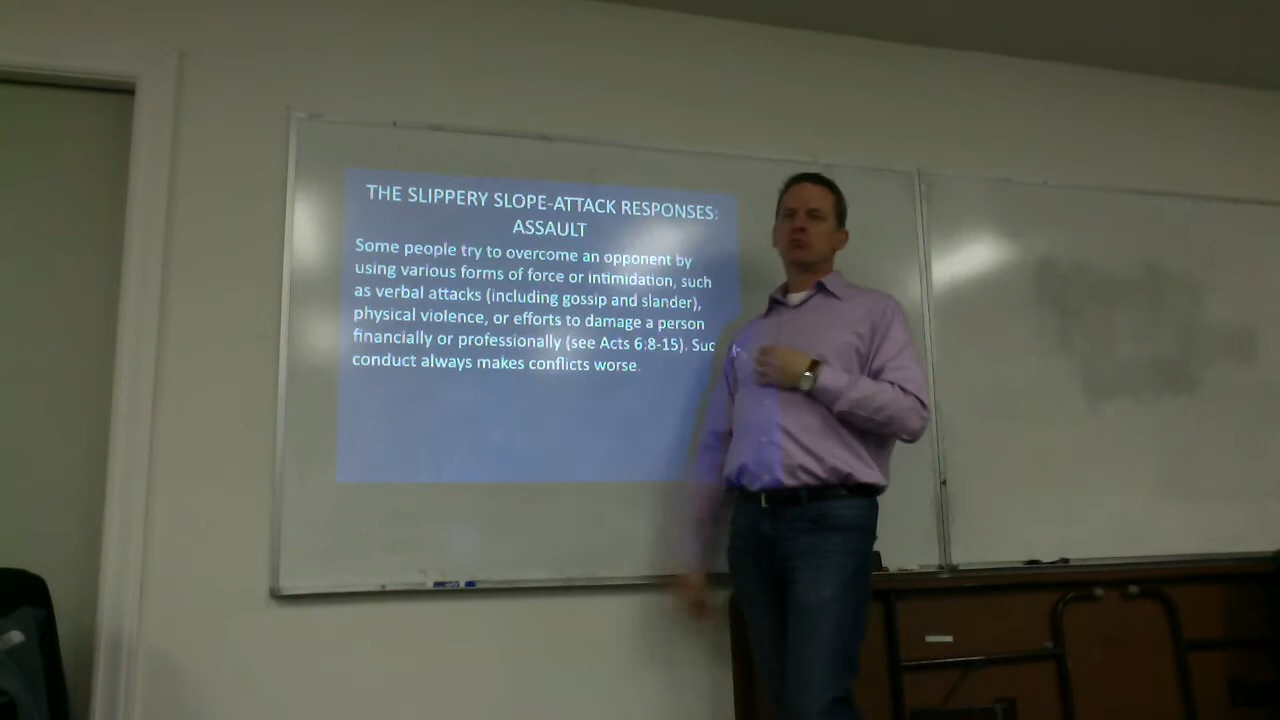 THE SLIPPERY SLOPE-ATTACK RESPONSES:
ASSAULT
Some people try to overcome an opponent by
using various forms of force or intimidation, such
as verbal attacks (including gossip and slander),
physical violence, or efforts to damage a person
financially or professionally (see Acts 6:8-15). Suc
conduct always makes conflicts worse.